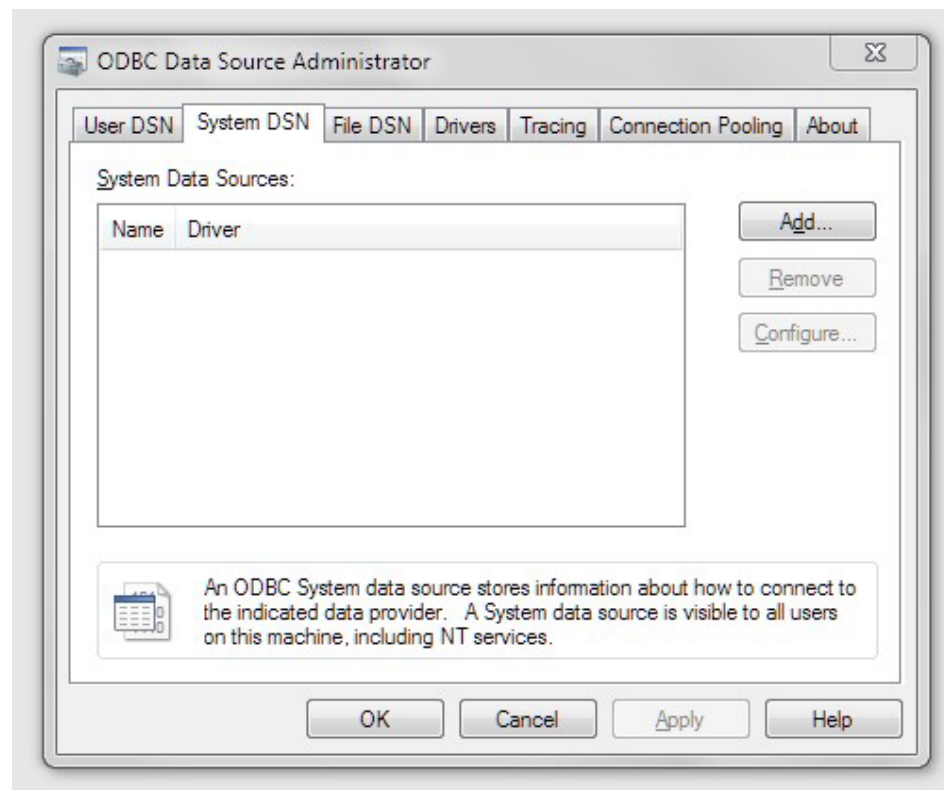 ODBC Data Source Administrator
User DSN System DSN File DSN Drivers Tracing Connection Pooling About
System Data Sources:
Name Driver
Add...
Remove
Configure...
An ODBC System data source stores information about how to connect to
the indicated data provider. A System data source is visible to all users
on this machine, including NT services.
OK Cancel Apply Help